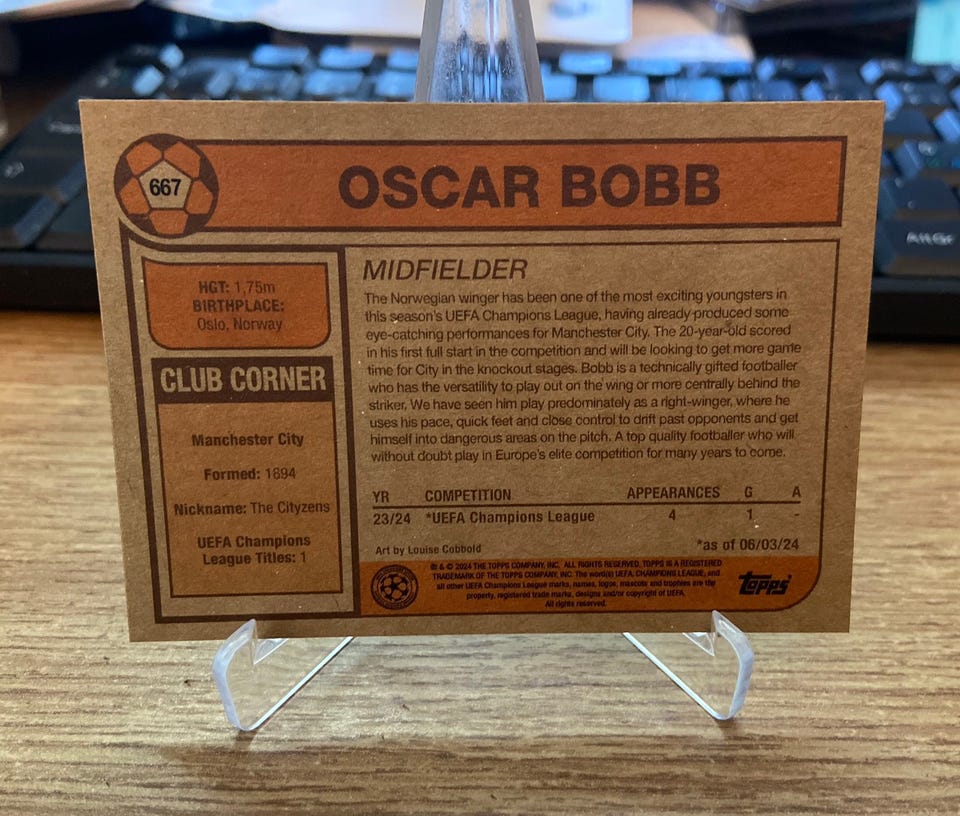 667
OSCAR BOBB
HGT: 1,75m
BIRTHPLACE:
Oslo, Norway
CLUB CORNER
Manchester City
Formed: 1894
Nickname: The Cityzens
UEFA Champions
League Titles: 1
MIDFIELDER
The Norwegian winger has been one of the most exciting youngsters in
this season's UEFA Champions League, having already produced some
eye-catching performances for Manchester City. The 20-year-old scored
in his first full start in the competition and will be looking to get more game
time for City in the knockout stages. Bobb is a technically gifted footballer
who has the versatility to play out on the wing or more centrally behind the
striker. We have seen him play predominately as a right-winger, where he
uses his pace, quick feet and close control to drift past opponents and get
himself into dangerous areas on the pitch. A top quality footballer who will
without doubt play in Europe's elite competition for many years to come.
YR COMPETITION APPEARANCES G A
23/24 *UEFA Champions League 4 1 -
Art by Louise Cobbold *as of 06/03/24
® & © 2024 THE TOPPS COMPANY, INC. ALL RIGHTS RESERVED. TOPPS IS A REGISTERED
TRADEMARK OF THE TOPPS COMPANY, INC. The word(s) UEFA, CHAMPIONS LEAGUE, and
all other UEFA Champions League marks, names, logos, mascots and trophies are the
property, registered trade marks, designs and/or copyright of UEFA.
All rights reserved.
topps
Alt Gr